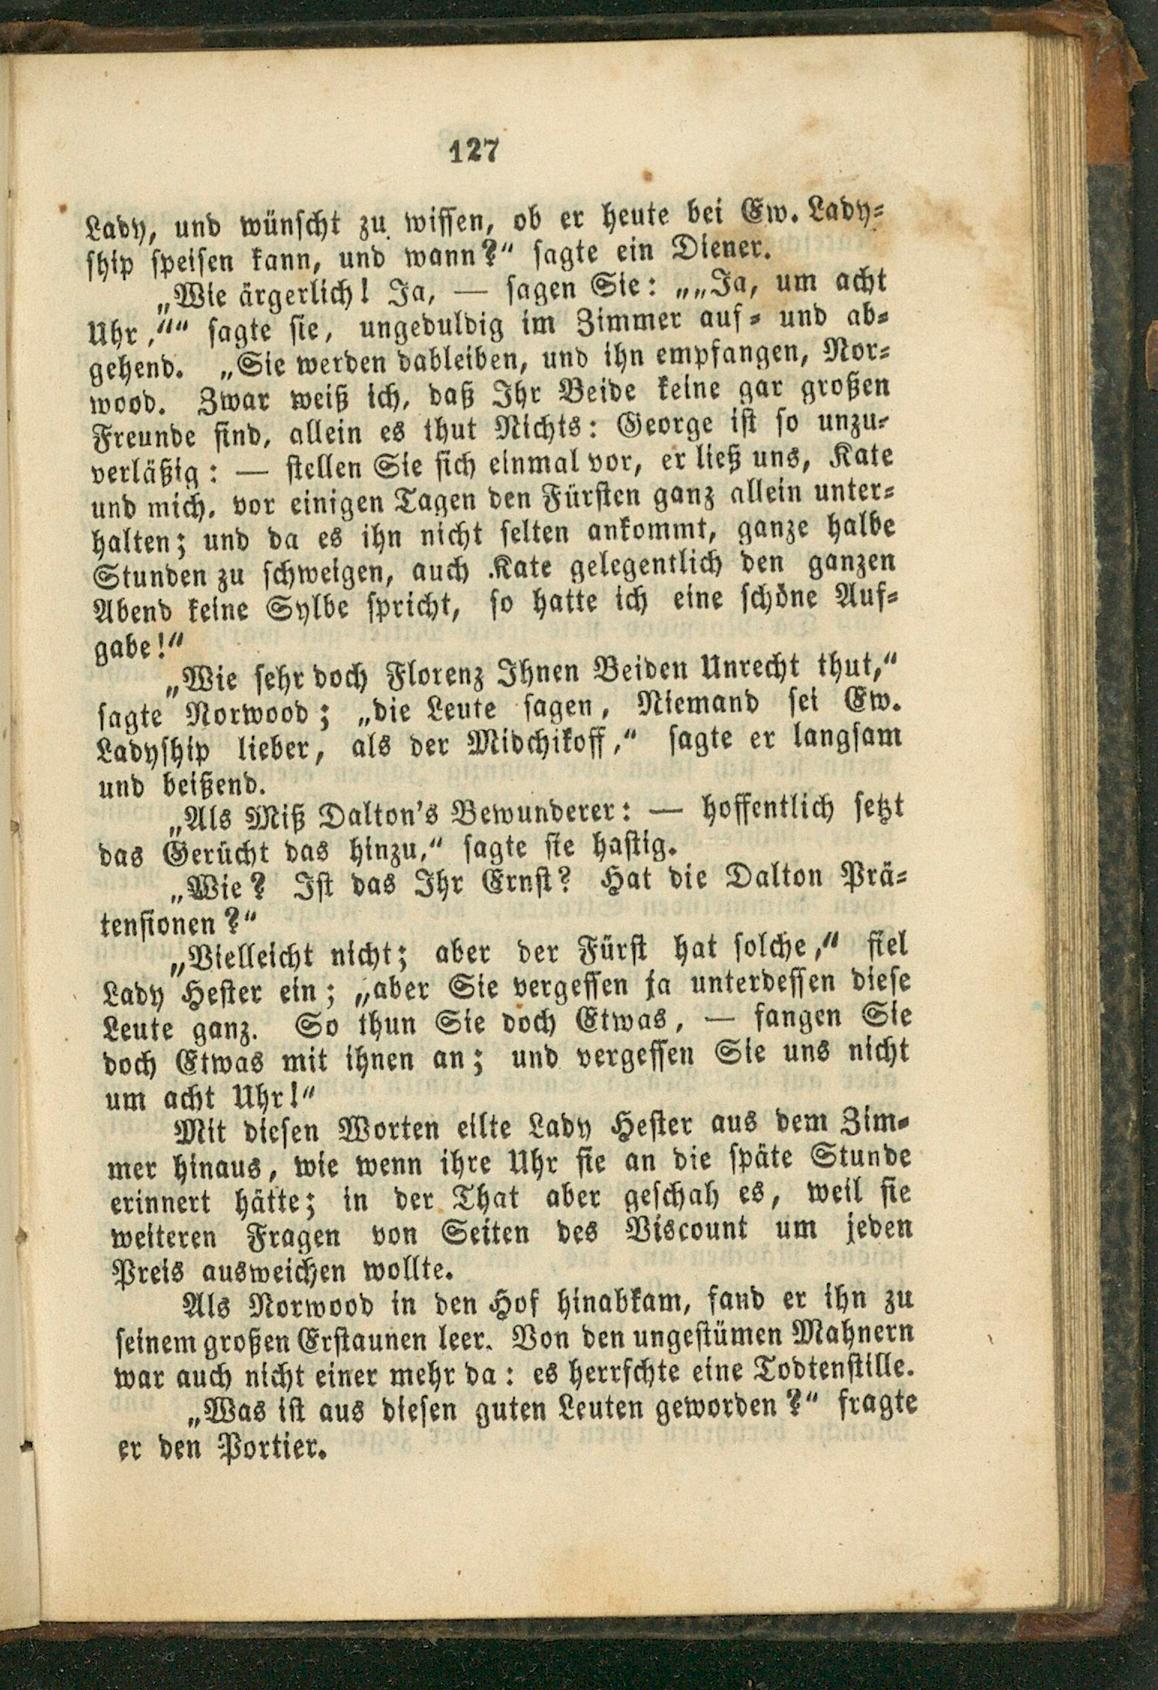 127
Lady, und wünscht zu wissen, ob er heute bei Ew. Lady-
ship speisen kann, und wann?“ sagte ein Diener.
„Wie ärgerlich! Ja, — sagen Sie: „„Ja, um acht
Uhr,““ sagte sie, ungeduldig im Zimmer auf- und ab-
gehend. „Sie werden dableiben, und ihn empfangen, Nor-
wood. Zwar weiß ich, daß Ihr Beide keine gar großen
Freunde sind, allein es thut Nichts: George ist so unzu-
verläßig: — stellen Sie sich einmal vor, er ließ uns, Kate
und mich, vor einigen Tagen den Fürsten ganz allein unter-
halten; und da es ihn nicht selten ankommt, ganze halbe
Stunden zu schweigen, auch Kate gelegentlich den ganzen
Abend keine Sylbe spricht, so hatte ich eine schöne Auf-
gabe!“
„Wie sehr doch Florenz Ihnen Beiden Unrecht thut,“
sagte Norwood; „die Leute sagen, Niemand sei Ew.
Ladyship lieber, als der Midchikoff,“ sagte er langsam
und beißend.
„Als Miß Dalton's Bewunderer: — hoffentlich setzt
das Gerücht das hinzu,“ sagte sie hastig.
„Wie? Ist das Ihr Ernst? Hat die Dalton Prä-
tensionen?“
„Vielleicht nicht; aber der Fürst hat solche,“ fiel
Lady Hester ein; „aber Sie vergessen ja unterdessen diese
Leute ganz. So thun Sie doch Etwas, — fangen Sie
doch Etwas mit ihnen an; und vergessen Sie uns nicht
um acht Uhr!“
Mit diesen Worten eilte Lady Hester aus dem Zim-
mer hinaus, wie wenn ihre Uhr sie an die späte Stunde
erinnert hätte; in der That aber geschah es, weil sie
weiteren Fragen von Seiten des Viscount um jeden
Preis ausweichen wollte.
Als Norwood in den Hof hinabkam, fand er ihn zu
seinem großen Erstaunen leer. Von den ungestümen Mahnern
war auch nicht einer mehr da: es herrschte eine Todtenstille.
„Was ist aus diesen guten Leuten geworden?“ fragte
er den Portier.